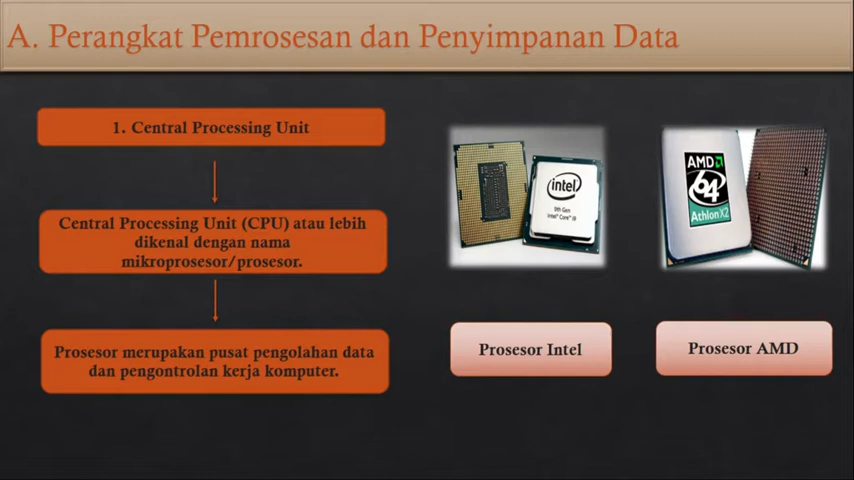 A. Perangkat Pemrosesan dan Penyimpanan Data
1. Central Processing Unit
Central Processing Unit (CPU) atau lebih
dikenal dengan nama
mikroprosesor/prosesor.
Prosesor merupakan pusat pengolahan data
dan pengontrolan kerja komputer.
intel
9th Gen
Intel® Core™ i9
Prosesor Intel
AMD
64
Athlon X2
Prosesor AMD